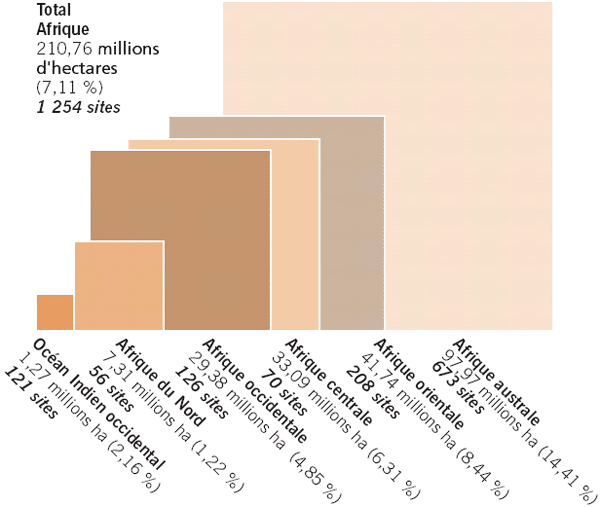 Total
Afrique
210,76 millions
d'hectares
(7,11 %)
1 254 sites
Océan Indien occidental
1,27 millions ha (2,16 %)
121 sites
Afrique du Nord
7,31 millions ha (1,22 %)
56 sites
Afrique occidentale
29,38 millions ha (4,85 %)
126 sites
Afrique centrale
33,09 millions ha (6,31 %)
70 sites
Afrique orientale
41,74 millions ha (8,44 %)
208 sites
Afrique australe
97,97 millions ha (14,41 %)
673 sites